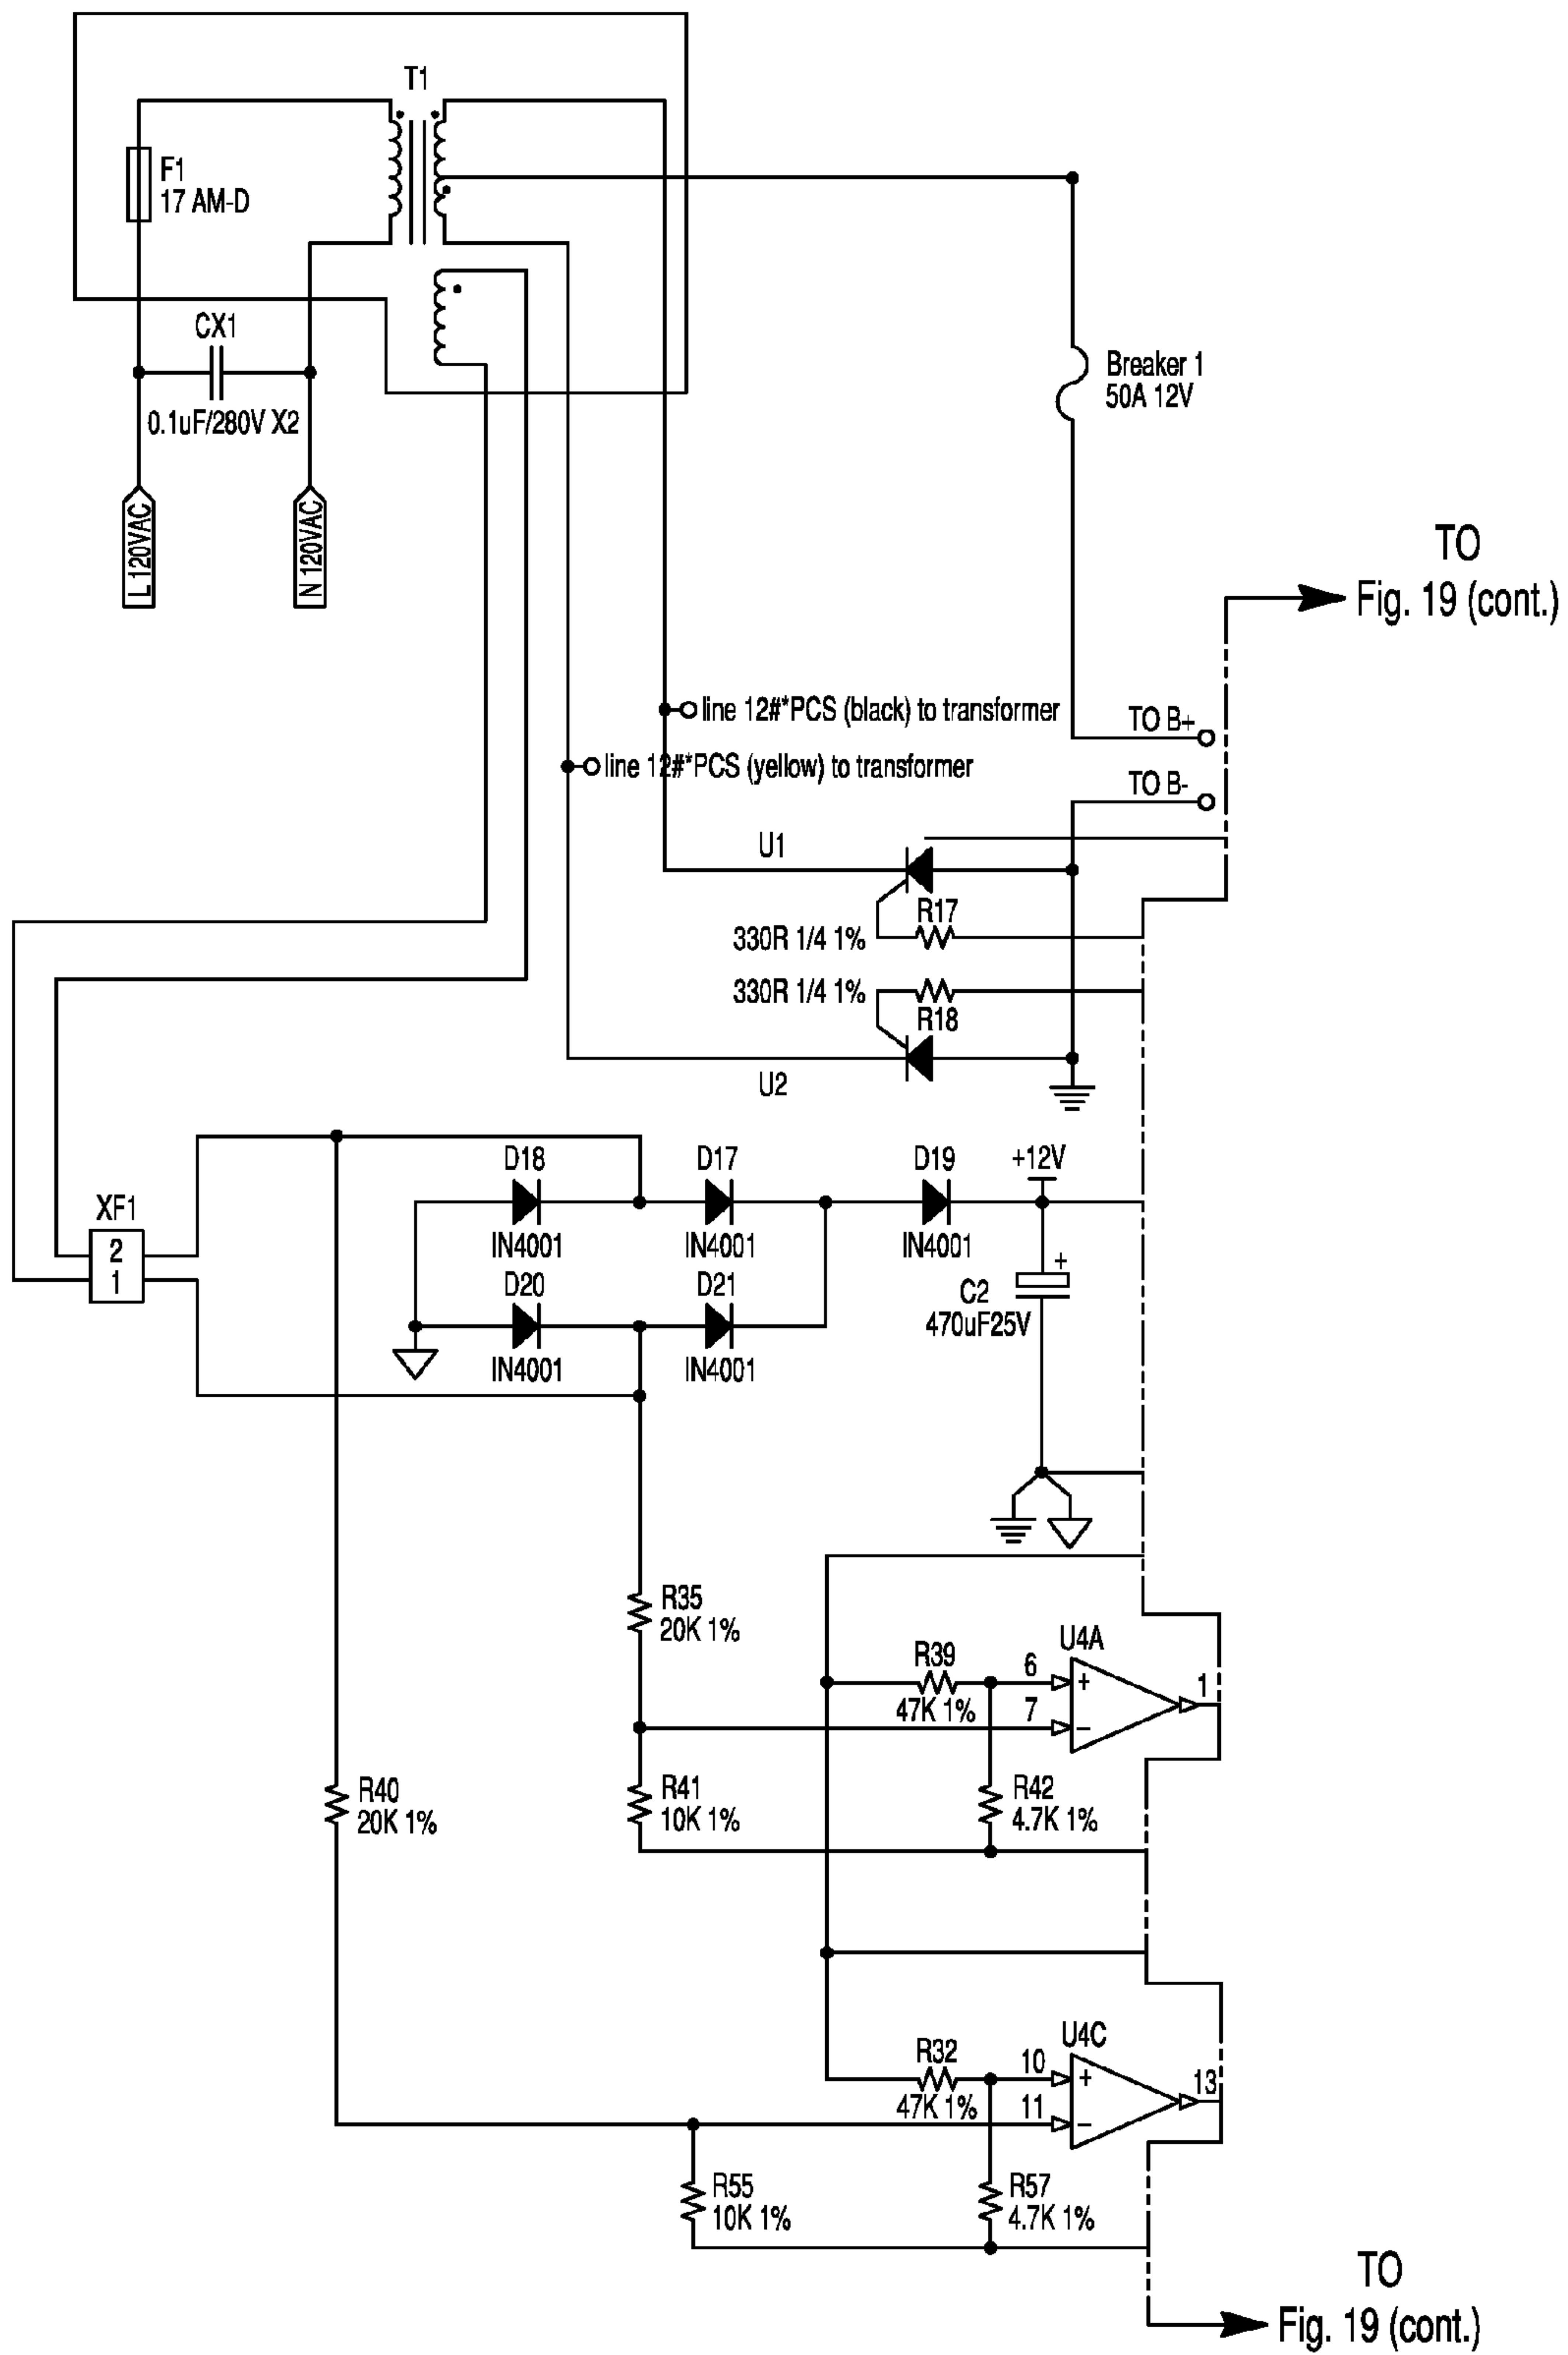 T1
F1
17 AM-D
CX1
0.1uF/280V X2
L 120VAC
N 120VAC
Breaker 1
50A 12V
TO
Fig. 19 (cont.)
line 12#*PCS (black) to transformer
TO B+
line 12#*PCS (yellow) to transformer
TO B-
U1
R17
330R 1/4 1%
330R 1/4 1%
R18
U2
D18
D17
D19
+12V
XF1
IN4001
IN4001
IN4001
2
1
D20
D21
+
C2
470uF25V
IN4001
IN4001
R35
20K 1%
R39
47K 1%
6
7
U4A
+
−
1
R40
20K 1%
R41
10K 1%
R42
4.7K 1%
R32
47K 1%
10
11
U4C
+
−
13
R55
10K 1%
R57
4.7K 1%
TO
Fig. 19 (cont.)